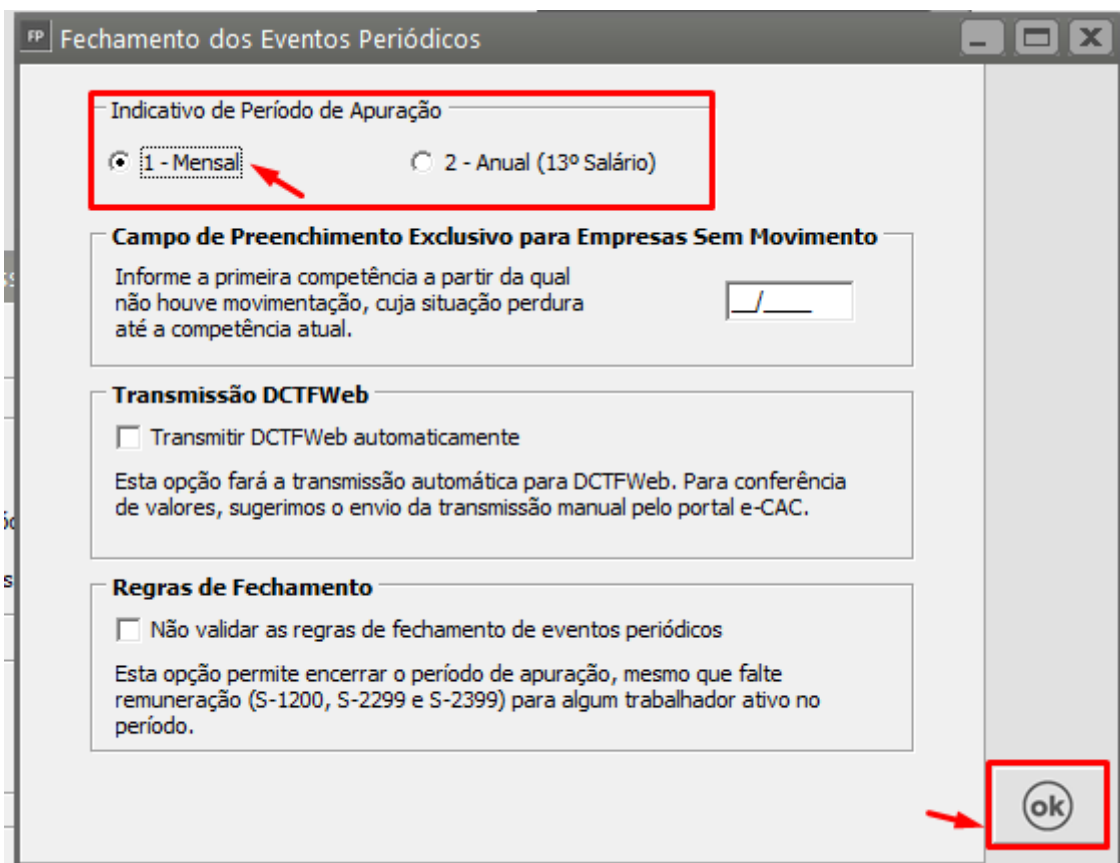 FP Fechamento dos Eventos Periódicos
Indicativo de Período de Apuração
1 - Mensal 2 - Anual (13º Salário)
Campo de Preenchimento Exclusivo para Empresas Sem Movimento
Informe a primeira competência a partir da qual
não houve movimentação, cuja situação perdura
até a competência atual.
__/____
Transmissão DCTFWeb
Transmitir DCTFWeb automaticamente
Esta opção fará a transmissão automática para DCTFWeb. Para conferência
de valores, sugerimos o envio da transmissão manual pelo portal e-CAC.
Regras de Fechamento
Não validar as regras de fechamento de eventos periódicos
Esta opção permite encerrar o período de apuração, mesmo que falte
remuneração (S-1200, S-2299 e S-2399) para algum trabalhador ativo no
período.
ok